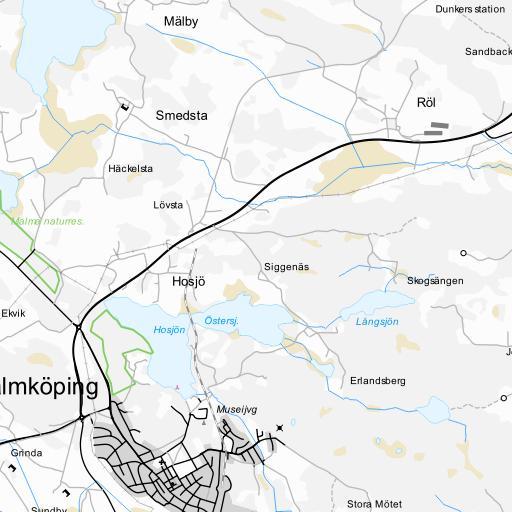 Dunkers station
Mälby
Sandback
Röl
Smedsta
Häckelsta
Lövsta
Malma naturres.
Siggenäs
Skogsängen
Hosjö
Ekvik
Hosjön
Östersj.
Långsjön
Erlandsberg
almköping
Museijvg
Grinda
Stora Mötet
Sundby